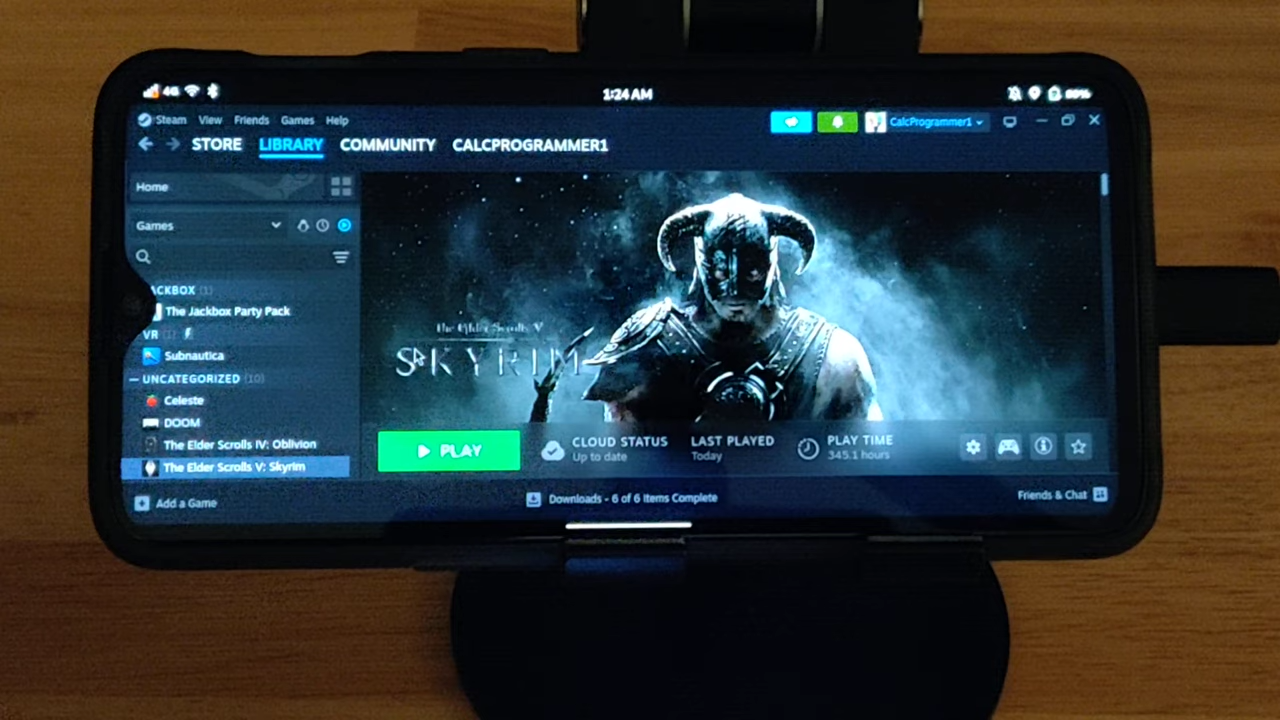 4G
1:24 AM
Steam View Friends Games Help
CalcProgrammer1
STORE LIBRARY COMMUNITY CALCPROGRAMMER1
Home
Games
ACKBOX (1)
The Jackbox Party Pack
VR
Subnautica
UNCATEGORIZED (10)
Celeste
DOOM
The Elder Scrolls IV: Oblivion
The Elder Scrolls V: Skyrim
Add a Game
The Elder Scrolls V
SKYRIM
PLAY
CLOUD STATUS
Up to date
LAST PLAYED
Today
PLAY TIME
345.1 hours
Downloads - 6 of 6 Items Complete
Friends & Chat